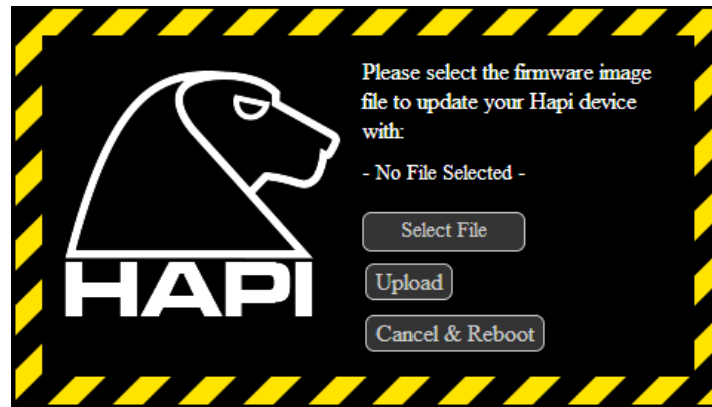 Please select the firmware image
file to update your Hapi device
with:
- No File Selected -
Select File
Upload
Cancel & Reboot
HAPI